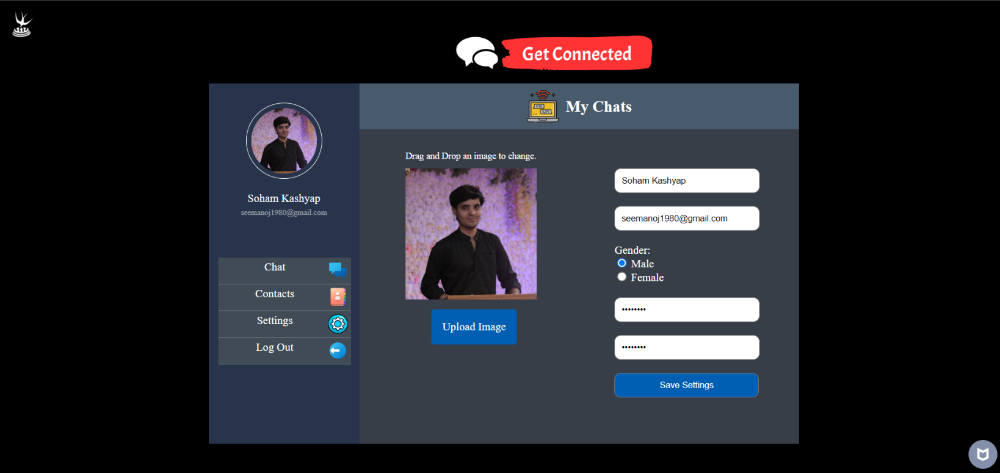 Get Connected
My Chats
Soham Kashyap
seemanoj1980@gmail.com
Chat
Contacts
Settings
Log Out
Drag and Drop an image to change.
Upload Image
Soham Kashyap
seemanoj1980@gmail.com
Gender:
Male
Female
••••••••
••••••••
Save Settings